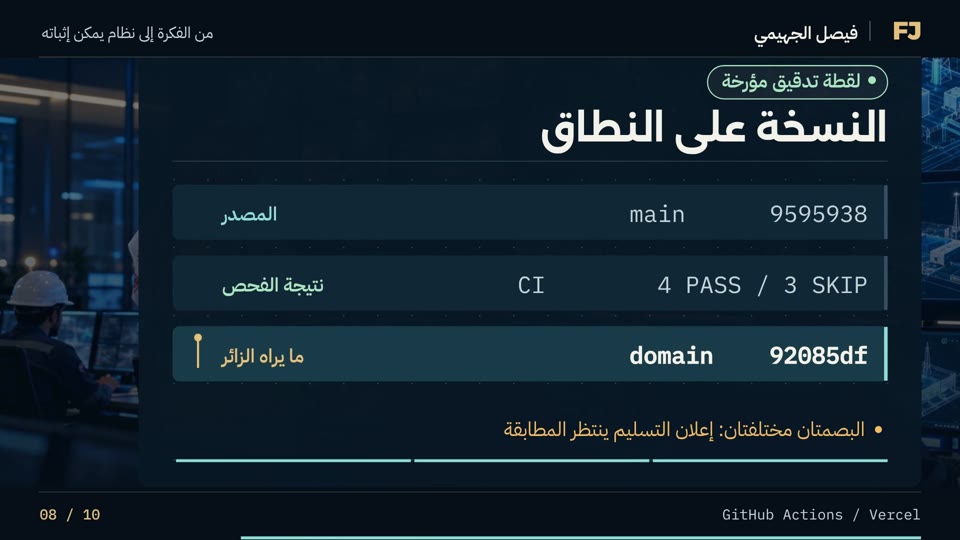 FJ
فيصل الجهيمي
من الفكرة إلى نظام يمكن إثباته
لقطة تدقيق مؤرخة
النسخة على النطاق
9595938 main المصدر
4 PASS / 3 SKIP CI نتيجة الفحص
92085df domain ما يراه الزائر
البصمتان مختلفتان: إعلان التسليم ينتظر المطابقة
GitHub Actions / Vercel
08 / 10